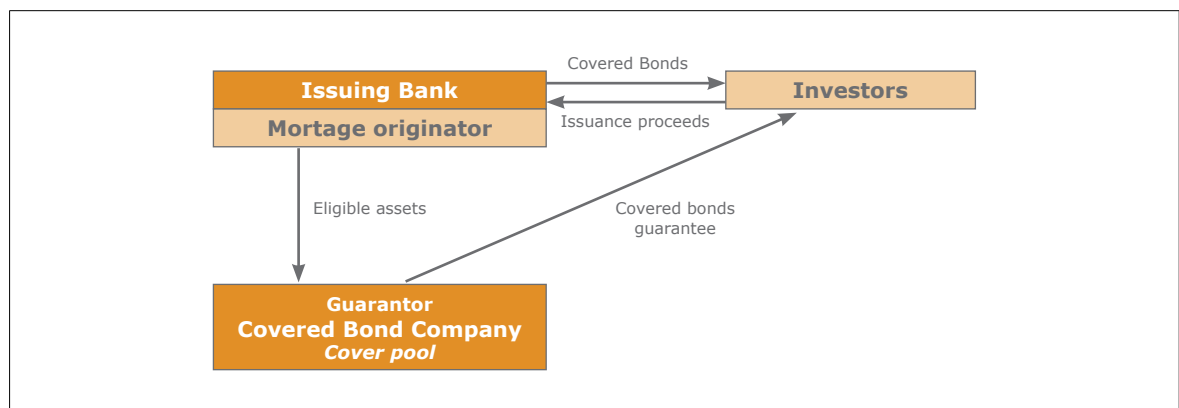 Covered Bonds
Issuing Bank
Investors
Mortage originator
Issuance proceeds
Eligible assets
Covered bonds
guarantee
Guarantor
Covered Bond Company
Cover pool